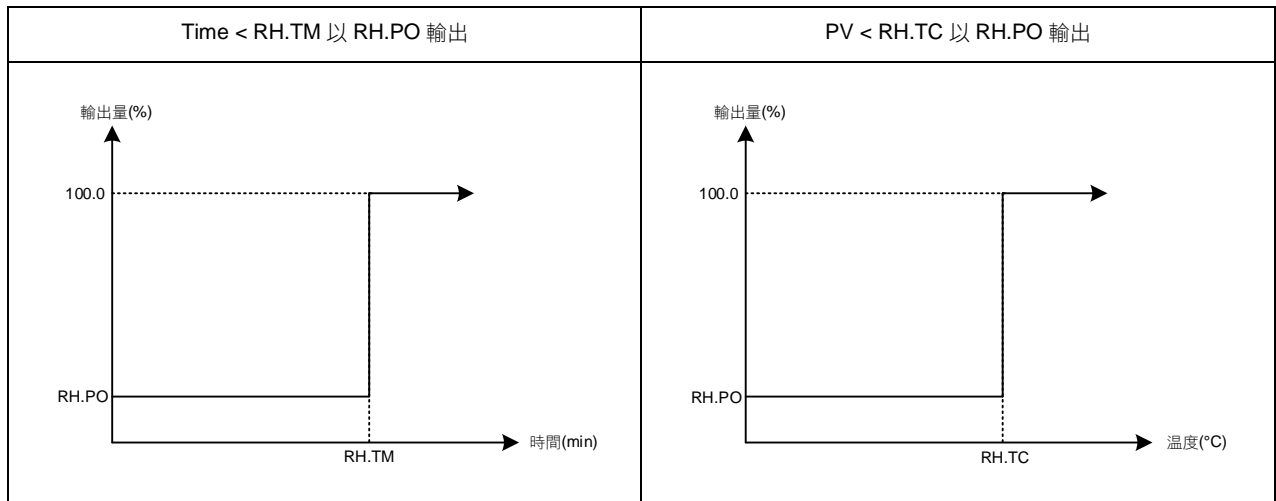 Time < RH.TM 以 RH.PO 輸出
PV < RH.TC 以 RH.PO 輸出
輸出量(%)
100.0
RH.PO
RH.TM
時間(min)
輸出量(%)
100.0
RH.PO
RH.TC
温度(°C)